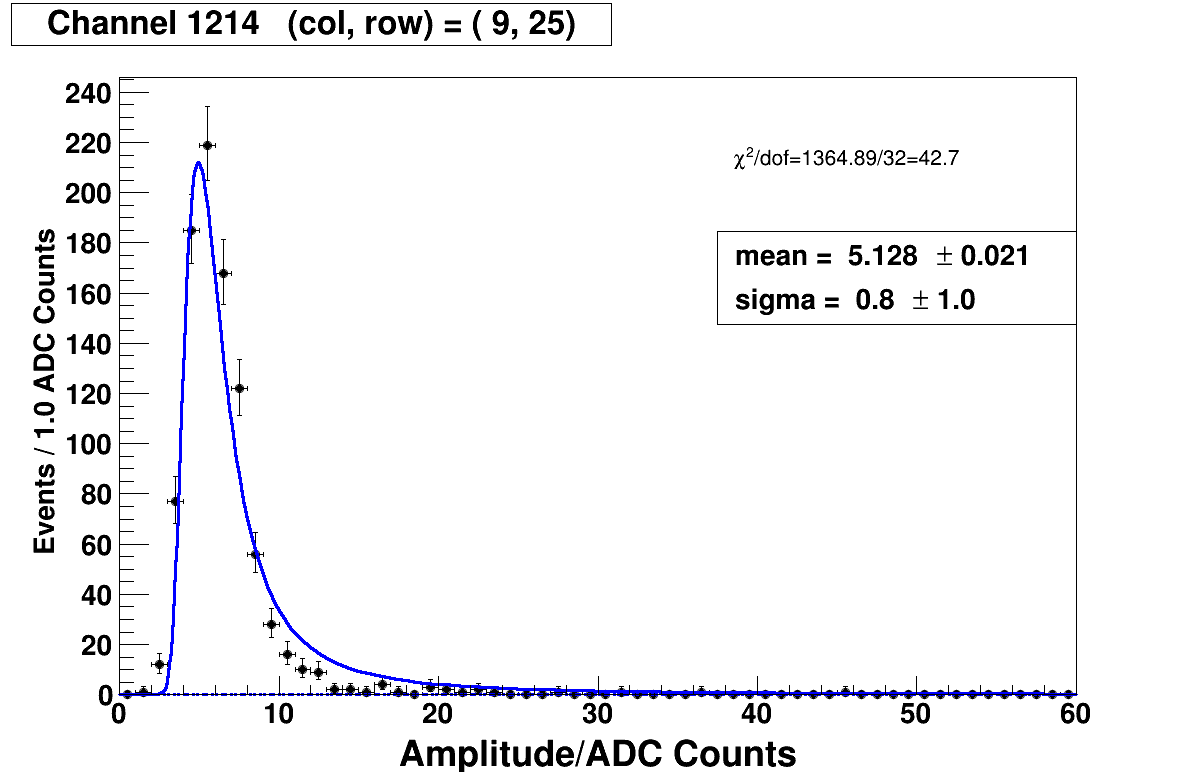 Channel 1214 (col, row) = ( 9, 25)
χ²/dof=1364.89/32=42.7
mean = 5.128 ± 0.021
sigma = 0.8 ± 1.0
Events / 1.0 ADC Counts
240
220
200
180
160
140
120
100
80
60
40
20
0
0 10 20 30 40 50 60
Amplitude/ADC Counts